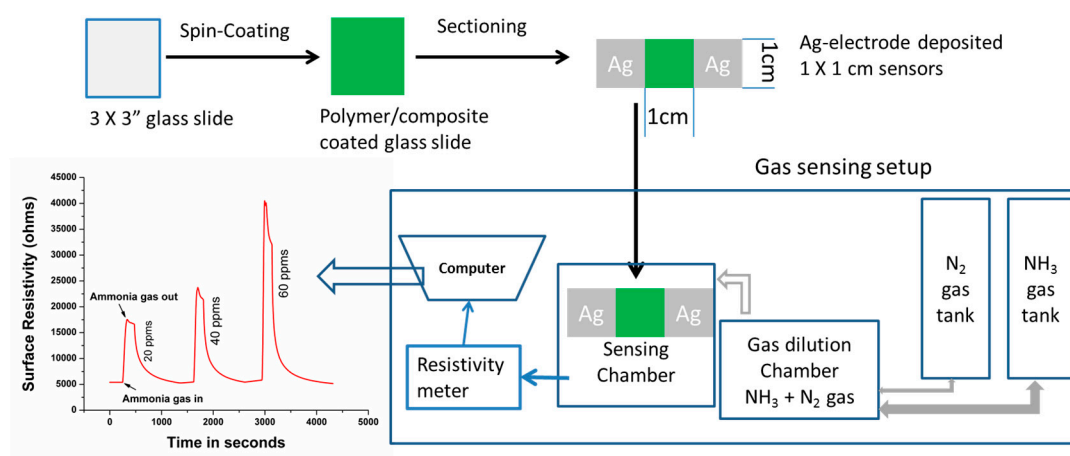 Spin-Coating
Sectioning
Ag
Ag
1cm
1cm
Ag-electrode deposited
1 X 1 cm sensors
3 X 3” glass slide
Polymer/composite
coated glass slide
Gas sensing setup
45000
40000
35000
30000
25000
20000
15000
10000
5000
0
Surface Resistivity (ohms)
Ammonia gas out
Ammonia gas in
20 ppms
40 ppms
60 ppms
0
1000
2000
3000
4000
5000
Time in seconds
Computer
Resistivity
meter
Ag
Ag
Sensing
Chamber
Gas dilution
Chamber
NH3 + N2 gas
N2
gas
tank
NH3
gas
tank